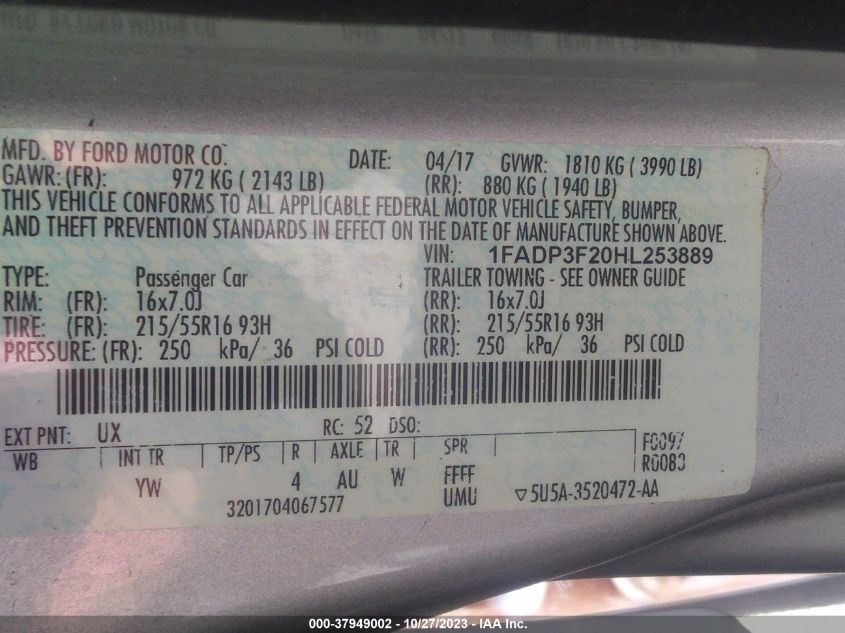 MFD. BY FORD MOTOR CO. DATE: 04/17 GVWR: 1810 KG ( 3990 LB)
GAWR: (FR): 972 KG ( 2143 LB) (RR): 880 KG ( 1940 LB)
THIS VEHICLE CONFORMS TO ALL APPLICABLE FEDERAL MOTOR VEHICLE SAFETY, BUMPER,
AND THEFT PREVENTION STANDARDS IN EFFECT ON THE DATE OF MANUFACTURE SHOWN ABOVE.
VIN: 1FADP3F20HL253889
TYPE: Passenger Car TRAILER TOWING - SEE OWNER GUIDE
RIM: (FR): 16x7.0J (RR): 16x7.0J
TIRE: (FR): 215/55R16 93H (RR): 215/55R16 93H
PRESSURE: (FR): 250 kPa/ 36 PSI COLD (RR): 250 kPa/ 36 PSI COLD
EXT PNT: UX RC: 52 DSO:
WB INT TR TP/PS R AXLE TR SPR F0097
R0083
YW 4 AU W FFFF
UMU
3201704067577 ▽5U5A-3520472-AA
000-37949002 - 10/27/2023 - IAA Inc.